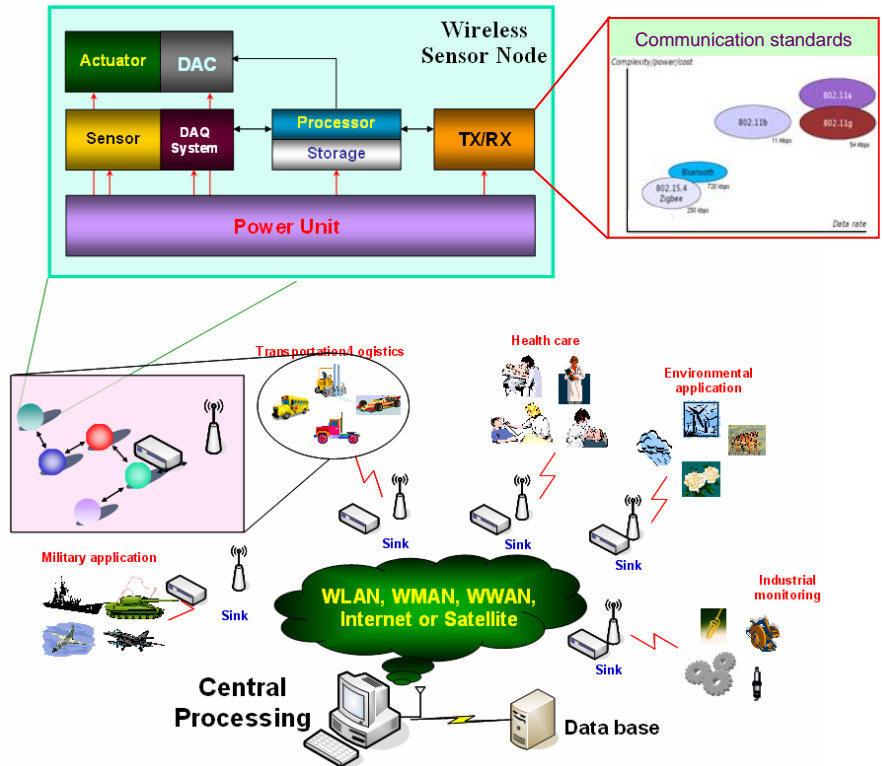 Wireless
Sensor Node
Actuator
DAC
Sensor
DAQ
System
Processor
Storage
TX/RX
Power Unit
Communication standards
Complexity/power/cost
802.11a
802.11b
802.11g
11 Mbps
54 Mbps
Bluetooth
720 kbps
802.15.4
Zigbee
250 kbps
Data rate
Transportation/Logistics
Health care
Environmental
application
Sink
Sink
Sink
Military application
Sink
WLAN, WMAN, WWAN,
Internet or Satellite
Industrial
monitoring
Sink
Central
Processing
Data base